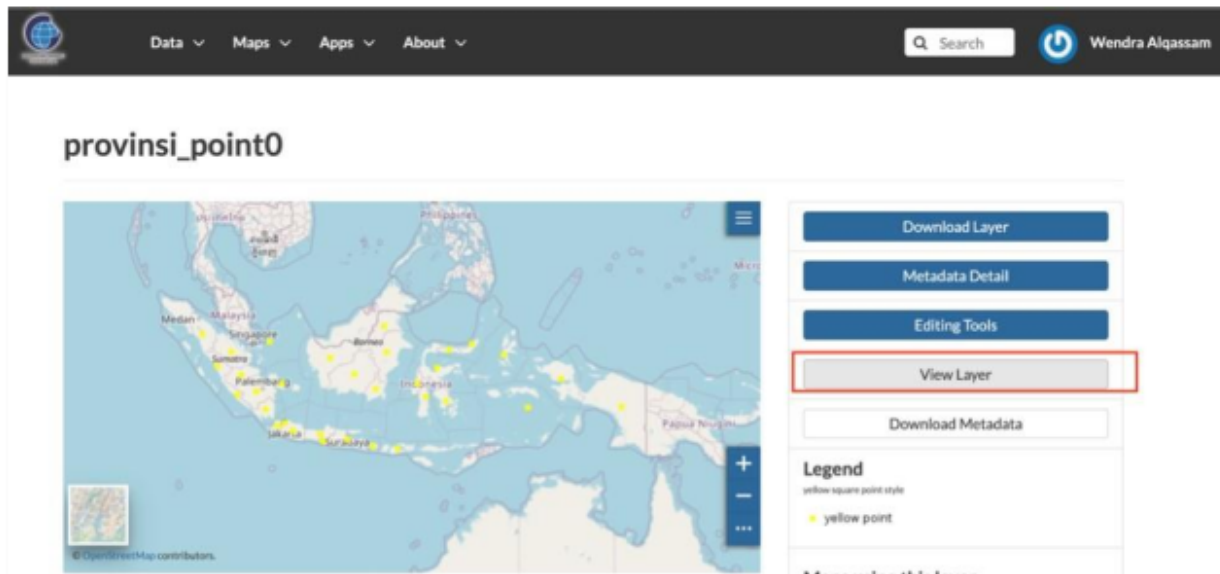 Data Maps Apps About Search Wendra Alqassam
provinsi_point0
Philippines
Medan
Malaysia
Singapore
Sumatra
Borneo
Palembang
Indonesia
Jakarta
Surabaya
Papua Niugini
© OpenStreetMap contributors.
Download Layer
Metadata Detail
Editing Tools
View Layer
Download Metadata
Legend
yellow square point style
yellow point